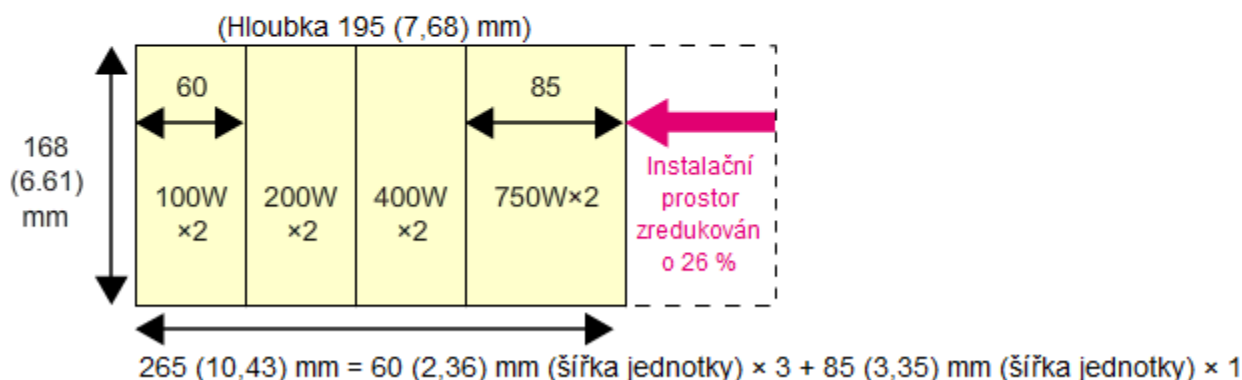 (Hloubka 195 (7,68) mm)
60
85
168
(6.61)
mm
100W
×2
200W
×2
400W
×2
750W×2
Instalační
prostor
zredukován
o 26 %
265 (10,43) mm = 60 (2,36) mm (šířka jednotky) × 3 + 85 (3,35) mm (šířka jednotky) × 1